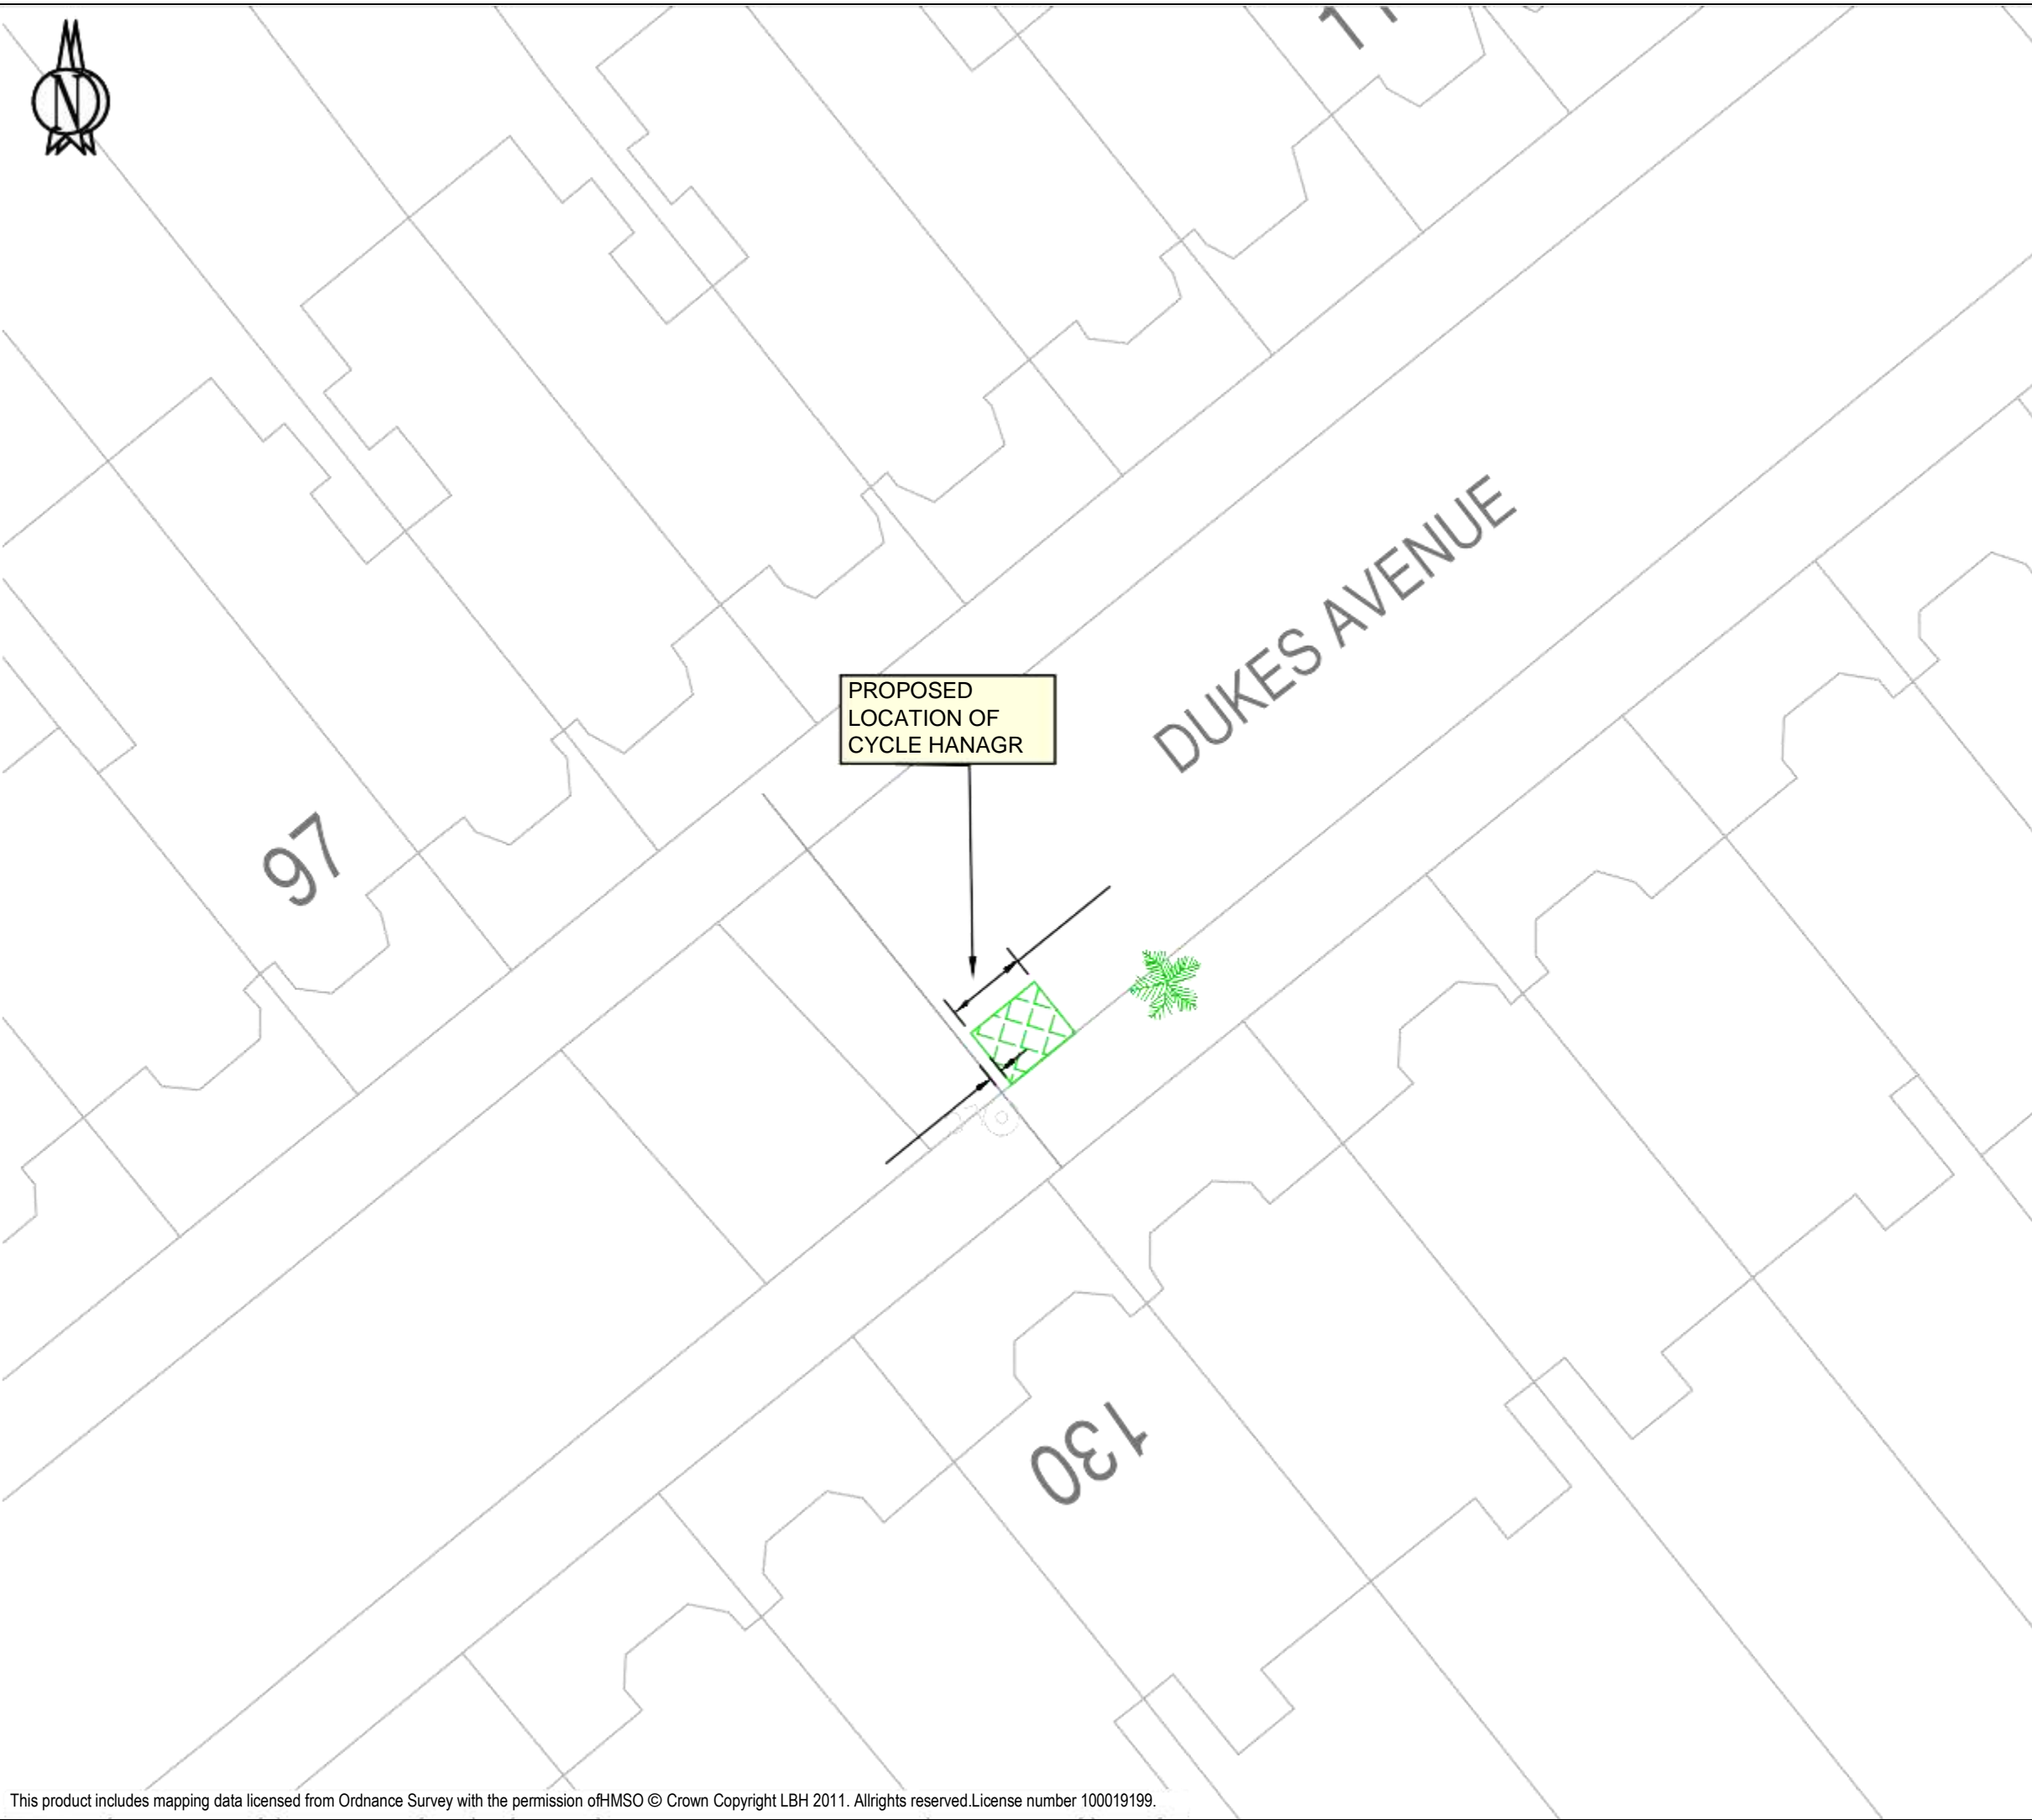 N
DUKES AVENUE
PROPOSED
LOCATION OF
CYCLE HANAGR
97
130
This product includes mapping data licensed from Ordnance Survey with the permission ofHMSO © Crown Copyright LBH 2011. Allrights reserved.License number 100019199.